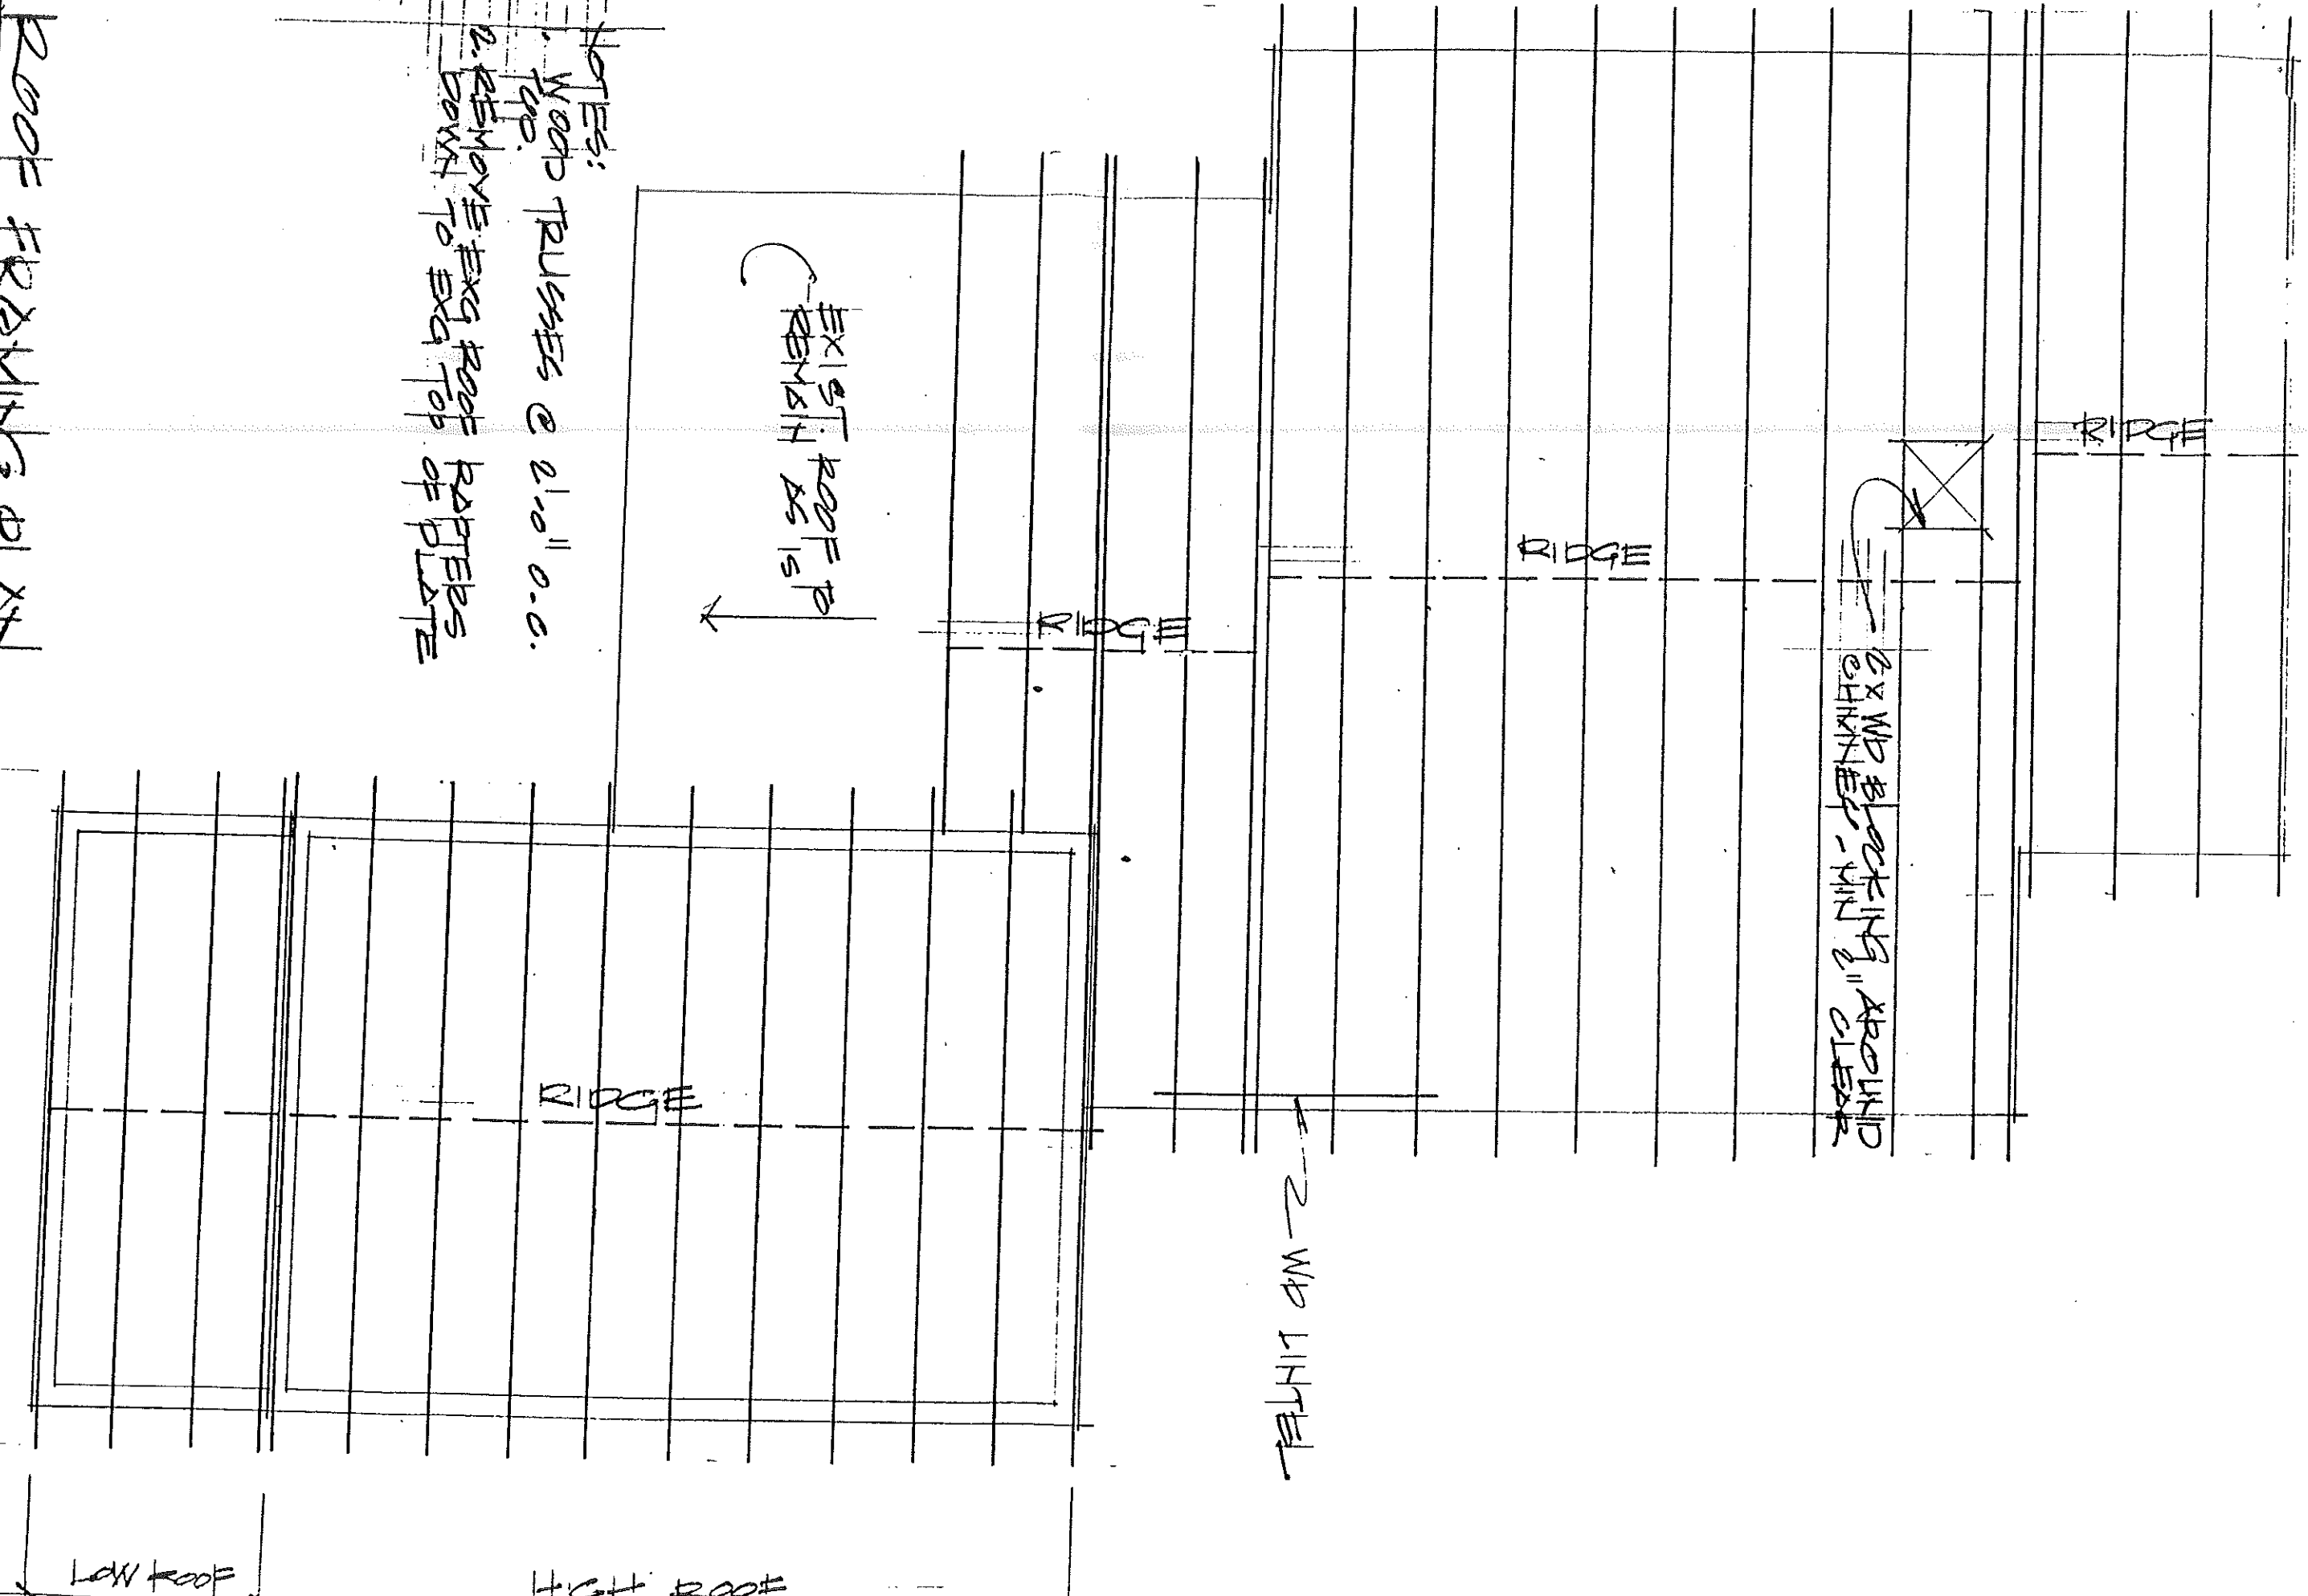 ROOF FRAMING PLAN
NOTES:
1. WOOD TRUSSES @ 2'-0" O.C.
TYP.
2. REMOVE EXG ROOF RAFTERS
DOWN TO EXG TOP OF PLATE
EXIST. ROOF TO
REMAIN AS IS
RIDGE
RIDGE
RIDGE
RIDGE
2X WD BLOCKING AROUND
CHIMNEY - MIN 2" CLEAR
WD LINTEL
LOW ROOF
HIGH ROOF